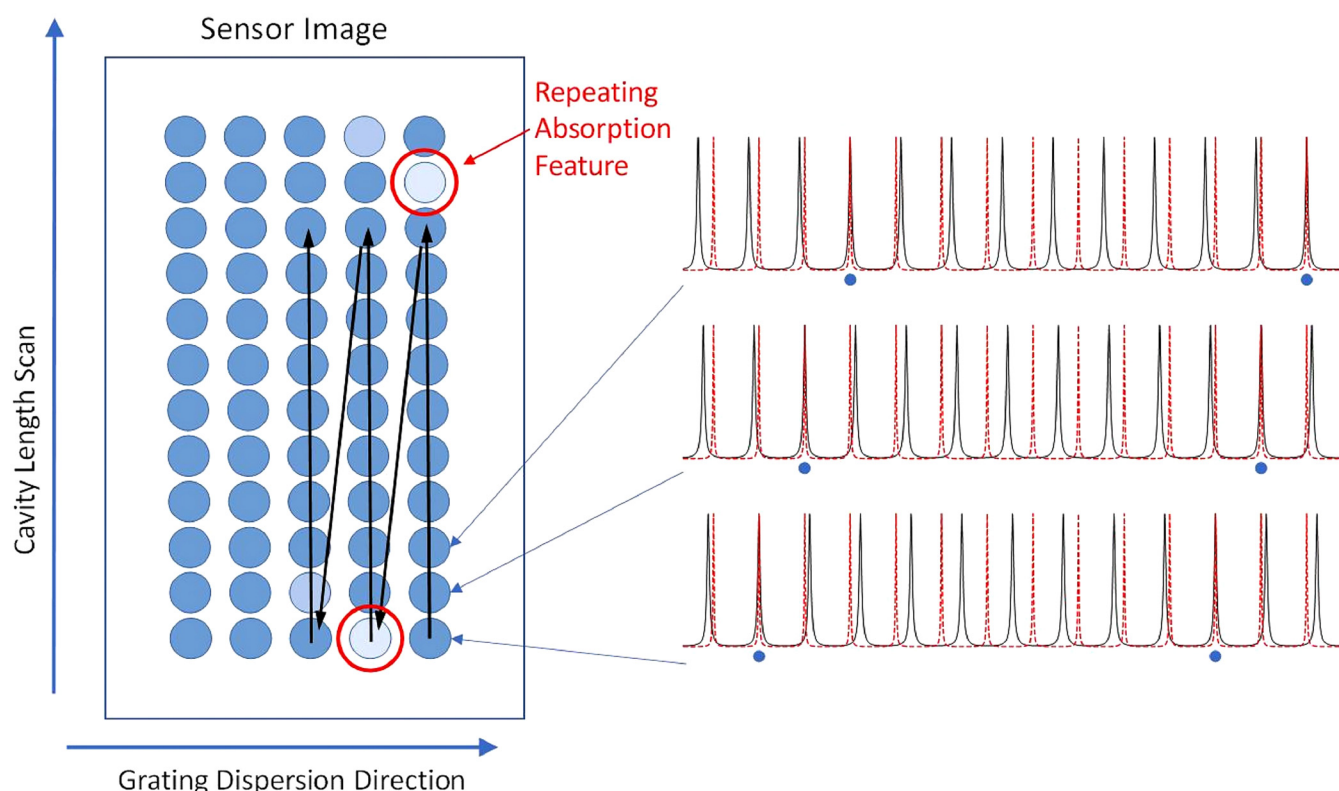 Sensor Image
Repeating
Absorption
Feature
Cavity Length Scan
Grating Dispersion Direction